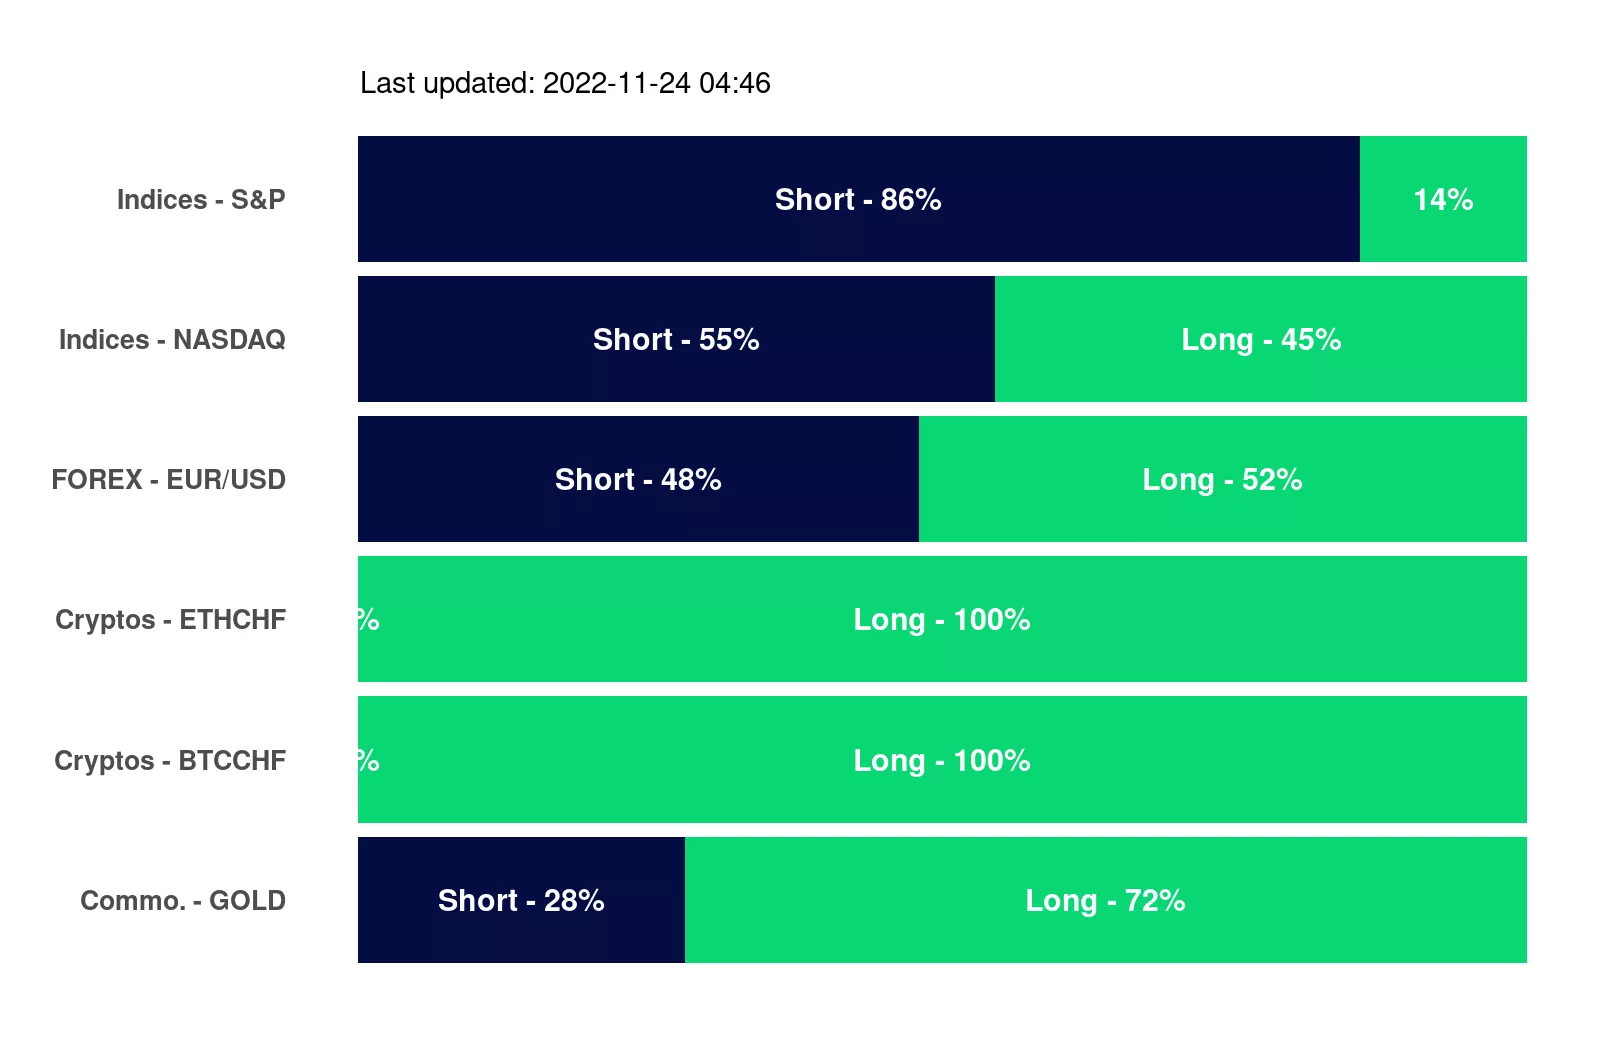 Last updated: 2022-11-24 04:46
Indices - S&P Short - 86% 14%
Indices - NASDAQ Short - 55% Long - 45%
FOREX - EUR/USD Short - 48% Long - 52%
Cryptos - ETHCHF % Long - 100%
Cryptos - BTCCHF % Long - 100%
Commo. - GOLD Short - 28% Long - 72%